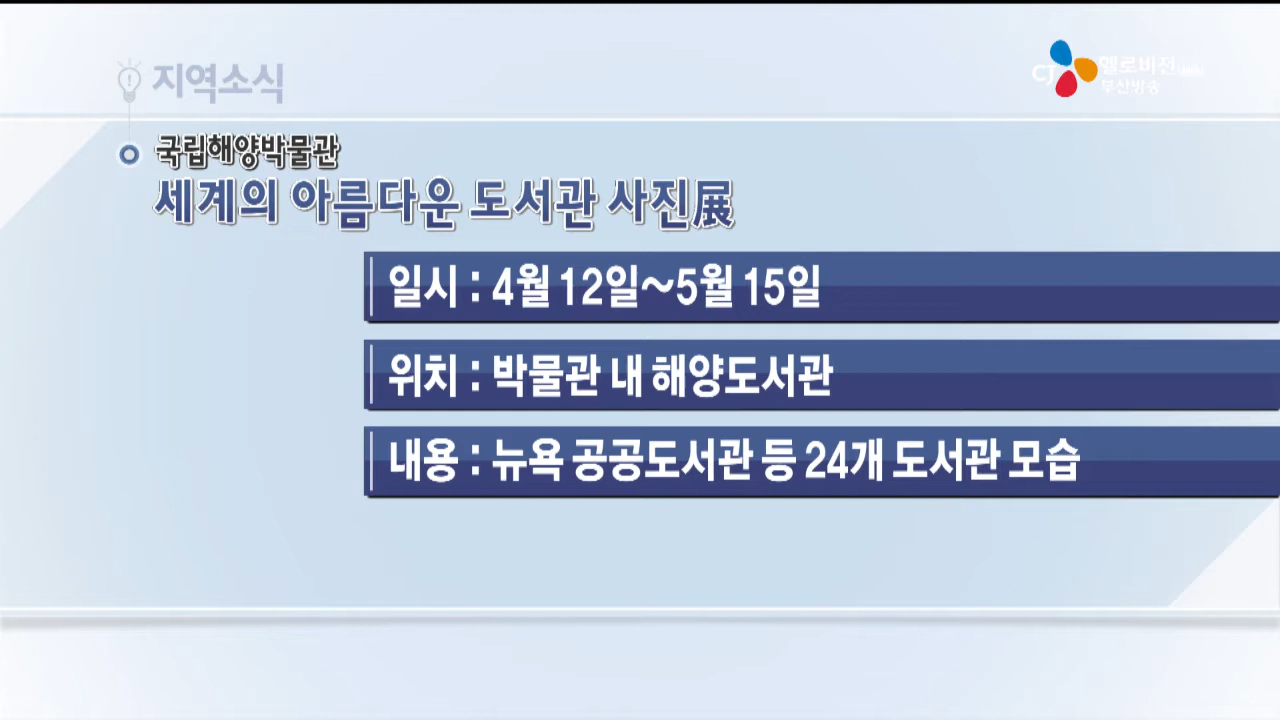 지역소식
CJ 헬로비전
부산방송
국립해양박물관
세계의 아름다운 도서관 사진展
일시 : 4월 12일~5월 15일
위치 : 박물관 내 해양도서관
내용 : 뉴욕 공공도서관 등 24개 도서관 모습